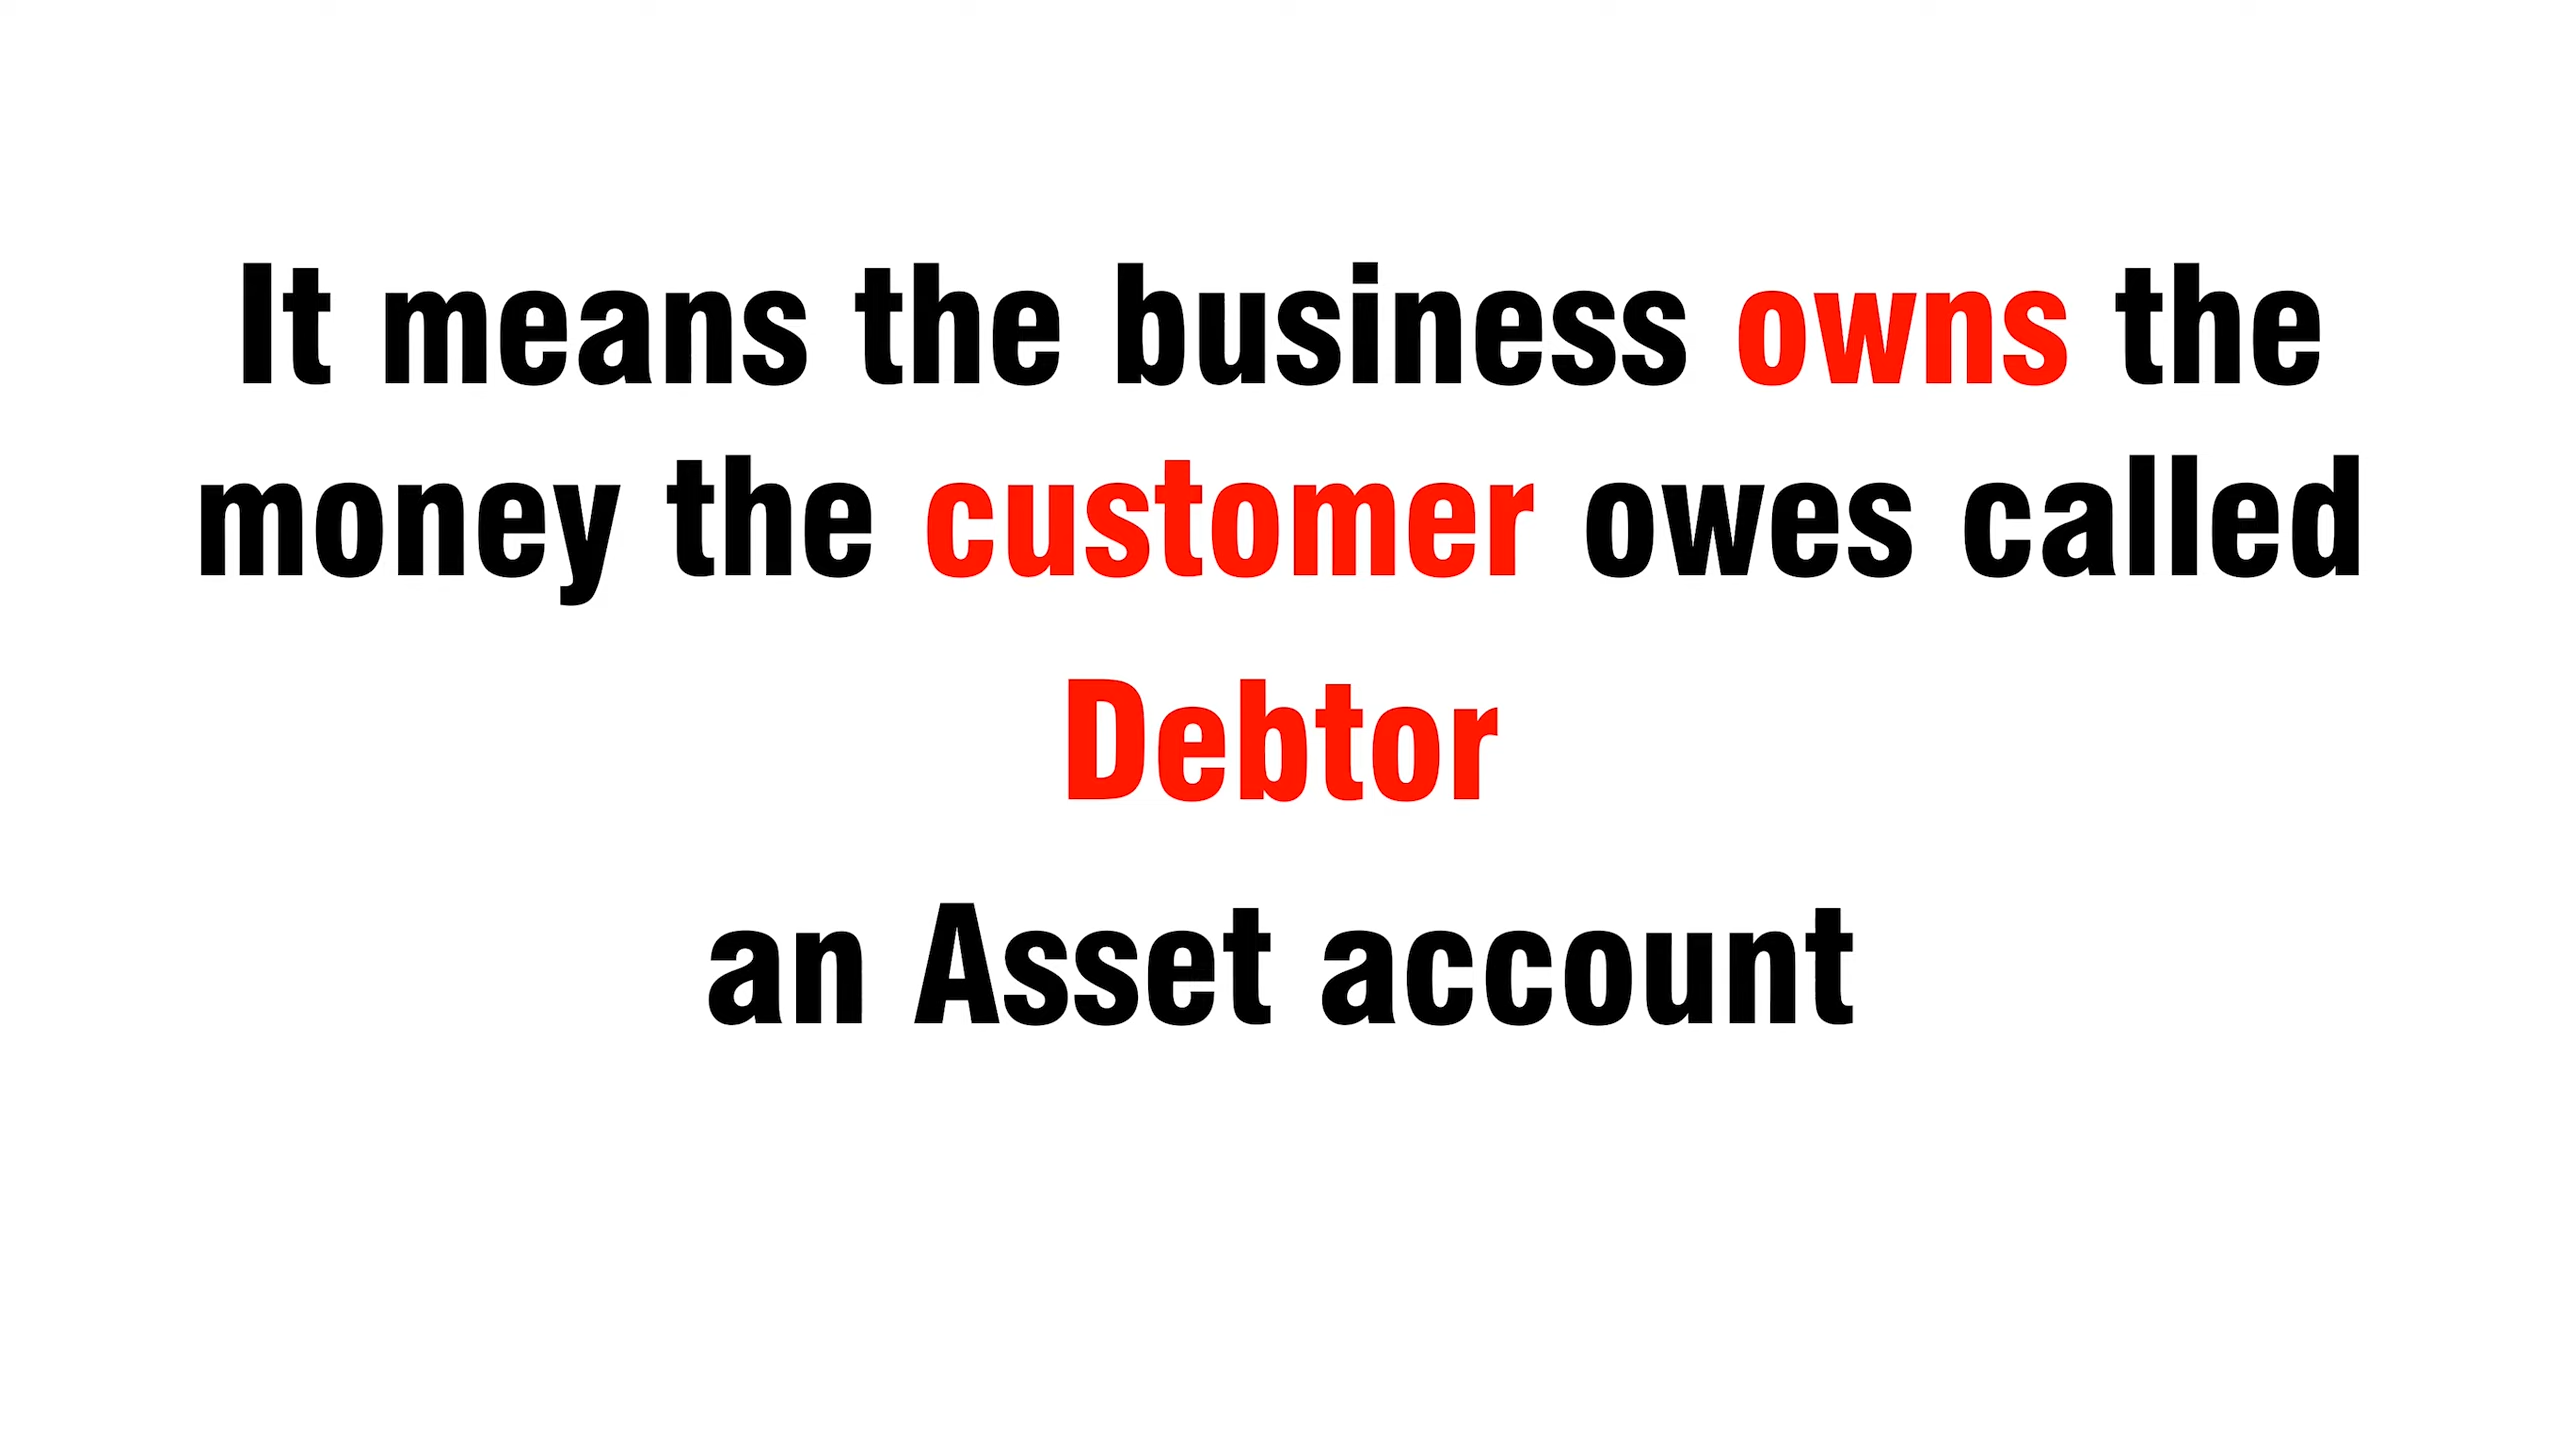 It means the business owns the
money the customer owes called
Debtor
an Asset account